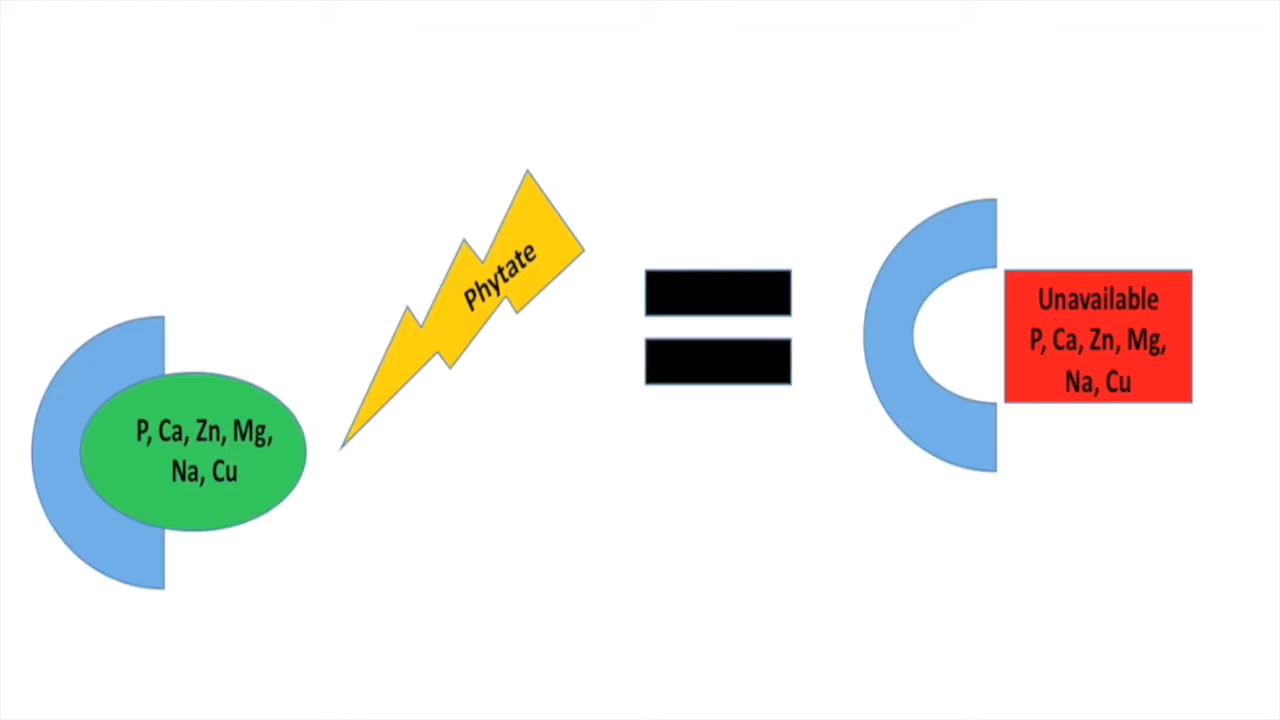 P, Ca, Zn, Mg,
Na, Cu
Phytate
Unavailable
P, Ca, Zn, Mg,
Na, Cu